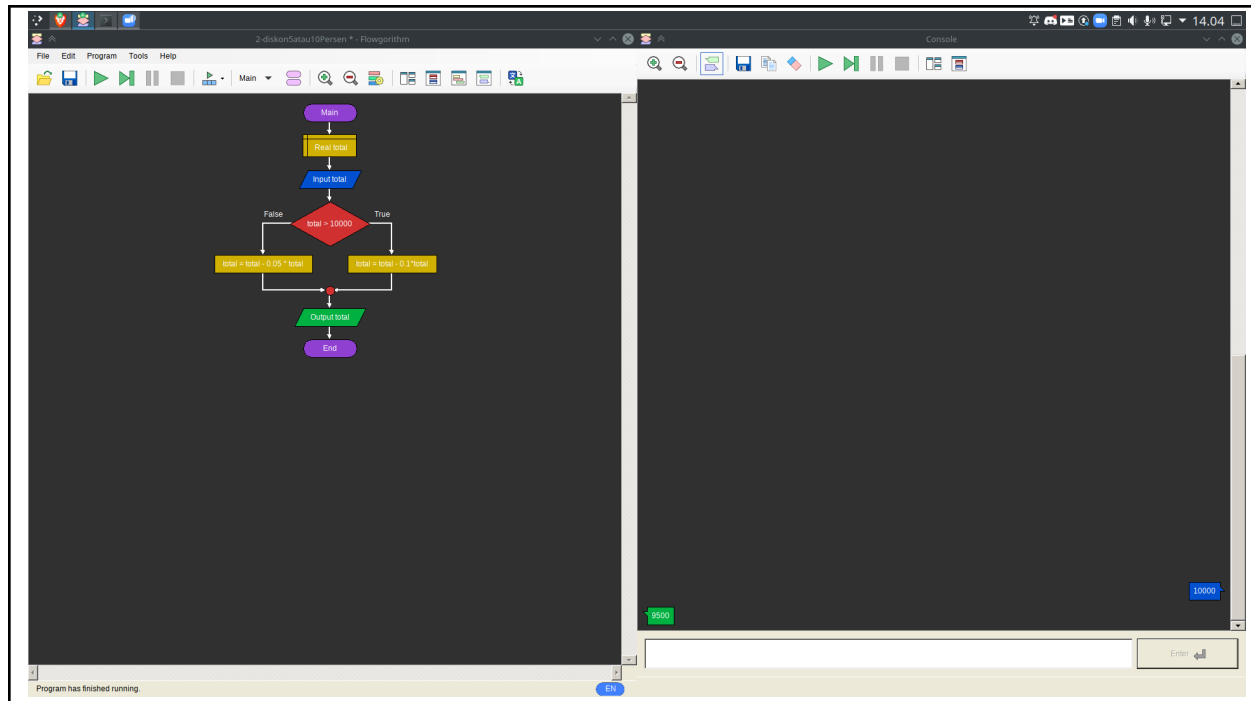 14.04
2-diskon5atau10Persen * - Flowgorithm
Console
File Edit Program Tools Help
Main
Main
Real total
Input total
False
True
total > 10000
total = total - 0.05 * total
total = total - 0.1*total
Output total
End
10000
9500
Enter
Program has finished running.
EN